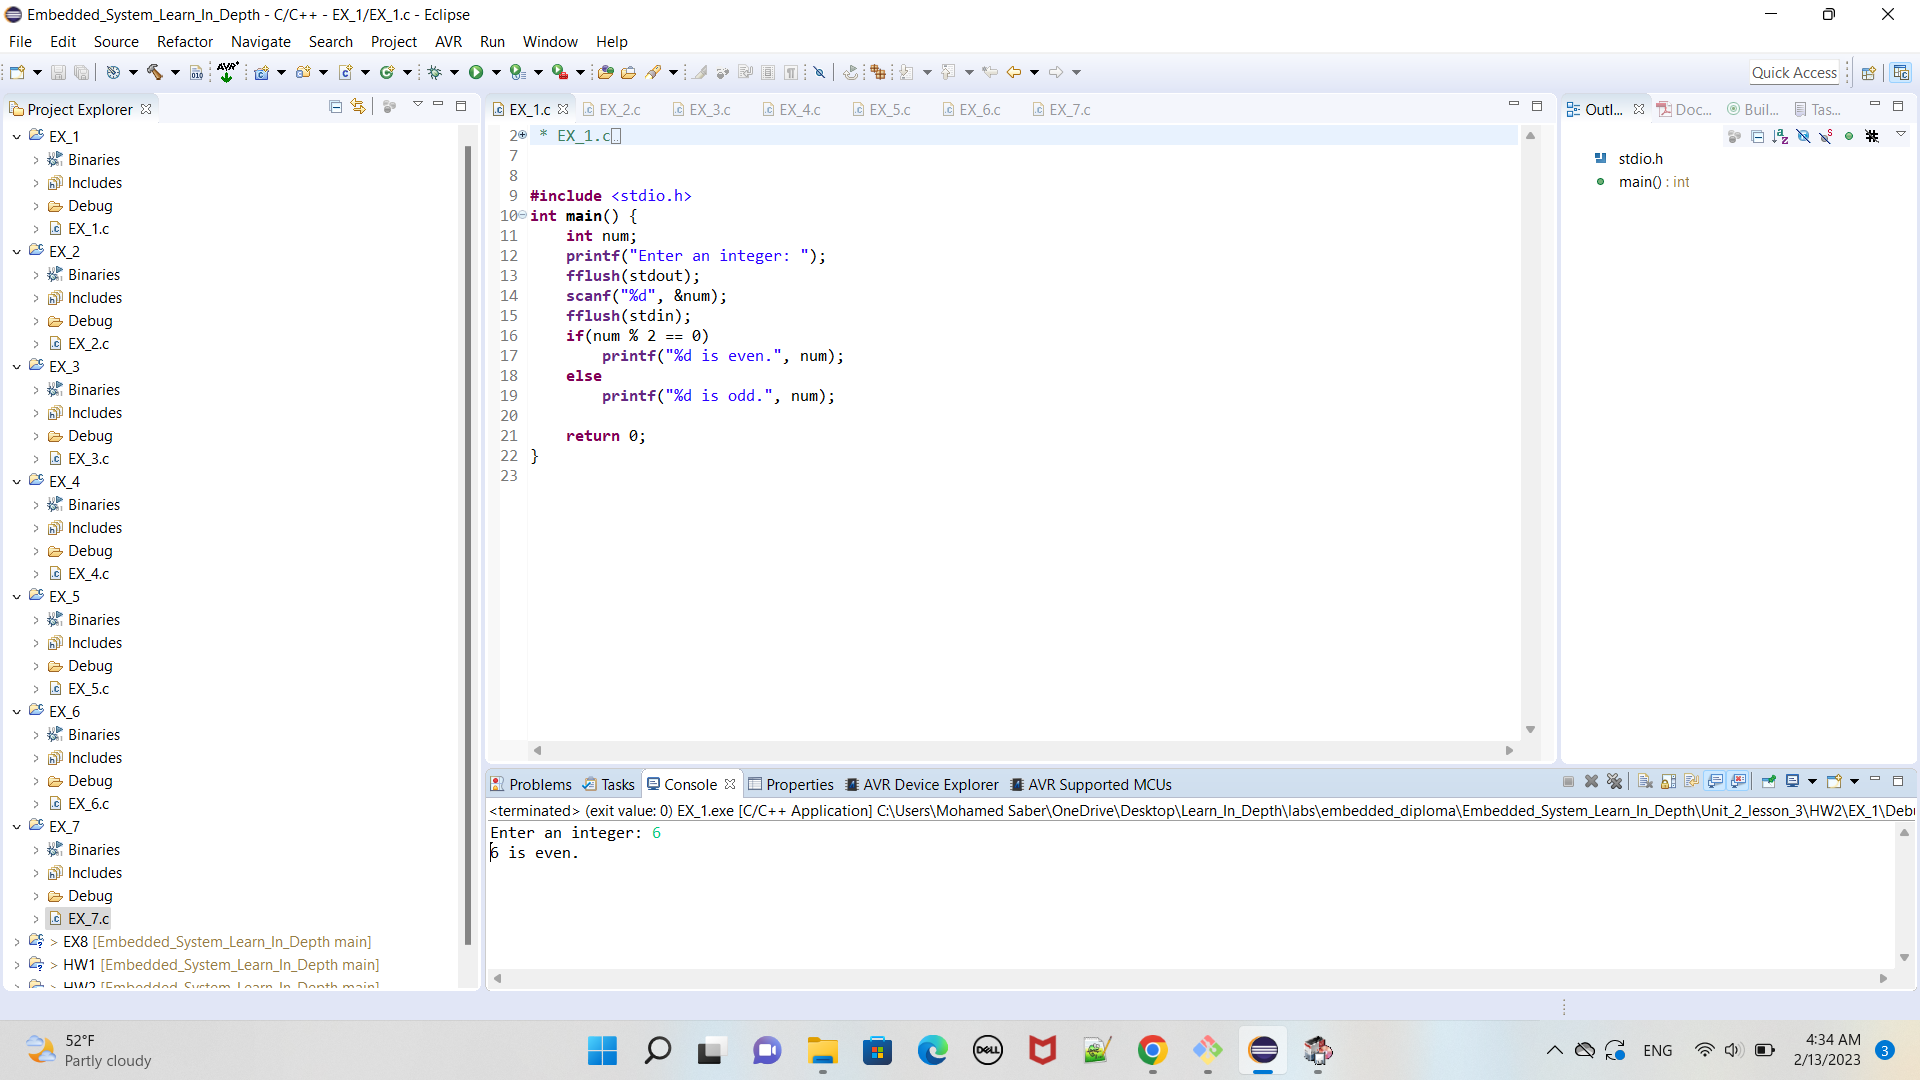 Embedded_System_Learn_In_Depth - C/C++ - EX_1/EX_1.c - Eclipse
File Edit Source Refactor Navigate Search Project AVR Run Window Help
Quick Access
Project Explorer
EX_1
Binaries
Includes
Debug
EX_1.c
EX_2
Binaries
Includes
Debug
EX_2.c
EX_3
Binaries
Includes
Debug
EX_3.c
EX_4
Binaries
Includes
Debug
EX_4.c
EX_5
Binaries
Includes
Debug
EX_5.c
EX_6
Binaries
Includes
Debug
EX_6.c
EX_7
Binaries
Includes
Debug
EX_7.c
> EX8 [Embedded_System_Learn_In_Depth main]
> HW1 [Embedded_System_Learn_In_Depth main]
> HW2 [Embedded_System_Learn_In_Depth main]
EX_1.c EX_2.c EX_3.c EX_4.c EX_5.c EX_6.c EX_7.c
2 * EX_1.c
7
8
9 #include <stdio.h>
10 int main() {
11 int num;
12 printf("Enter an integer: ");
13 fflush(stdout);
14 scanf("%d", &num);
15 fflush(stdin);
16 if(num % 2 == 0)
17 printf("%d is even.", num);
18 else
19 printf("%d is odd.", num);
20
21 return 0;
22 }
23
Outl... Doc... Buil... Tas...
stdio.h
main() : int
Problems Tasks Console Properties AVR Device Explorer AVR Supported MCUs
<terminated> (exit value: 0) EX_1.exe [C/C++ Application] C:\Users\Mohamed Saber\OneDrive\Desktop\Learn_In_Depth\labs\embedded_diploma\Embedded_System_Learn_In_Depth\Unit_2_lesson_3\HW2\EX_1\Debu
Enter an integer: 6
6 is even.
52°F
Partly cloudy
DELL
ENG
4:34 AM
2/13/2023
3